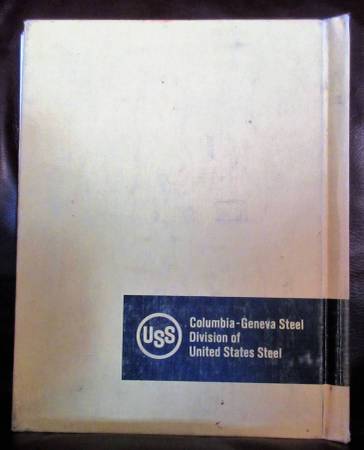 USS
Columbia-Geneva Steel
Division of
United States Steel